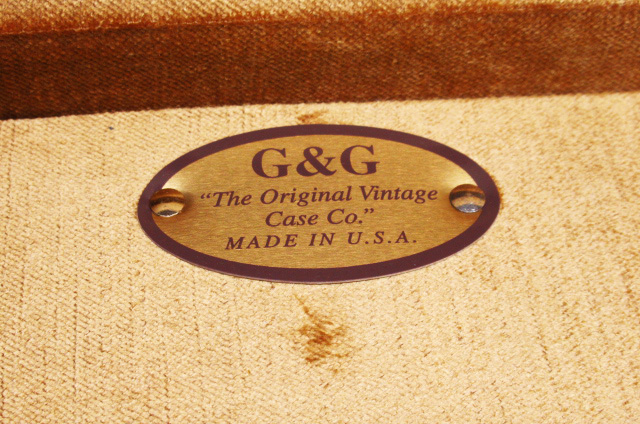 G&G
“The Original Vintage
Case Co.”
MADE IN U.S.A.